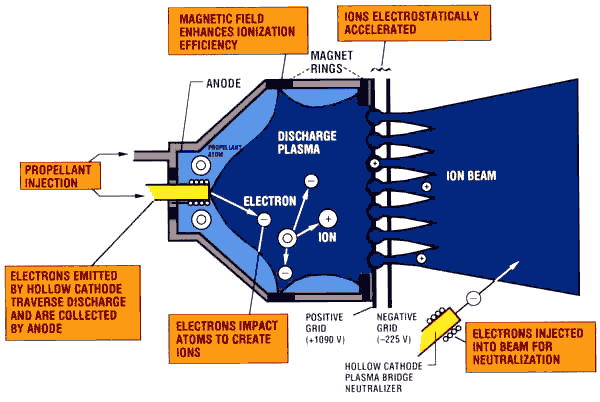 MAGNETIC FIELD
ENHANCES IONIZATION
EFFICIENCY
IONS ELECTROSTATICALLY
ACCELERATED
MAGNET
RINGS
ANODE
PROPELLANT
ATOM
DISCHARGE
PLASMA
PROPELLANT
INJECTION
ELECTRON
ION
ION BEAM
ELECTRONS EMITTED
BY HOLLOW CATHODE
TRAVERSE DISCHARGE
AND ARE COLLECTED
BY ANODE
ELECTRONS IMPACT
ATOMS TO CREATE
IONS
POSITIVE
GRID
(+1090 V)
NEGATIVE
GRID
(−225 V)
HOLLOW CATHODE
PLASMA BRIDGE
NEUTRALIZER
ELECTRONS INJECTED
INTO BEAM FOR
NEUTRALIZATION